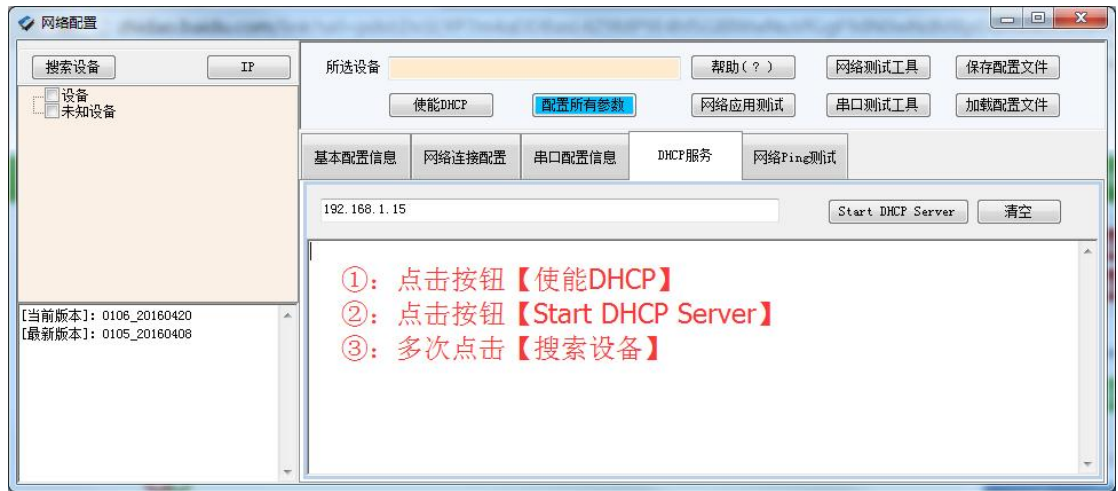 网络配置
搜索设备 IP
设备
未知设备
[当前版本]: 0106_20160420
[最新版本]: 0105_20160408
所选设备 帮助(?) 网络测试工具 保存配置文件
使能DHCP 配置所有参数 网络应用测试 串口测试工具 加载配置文件
基本配置信息 网络连接配置 串口配置信息 DHCP服务 网络Ping测试
192.168.1.15 Start DHCP Server 清空
①：点击按钮【使能DHCP】
②：点击按钮【Start DHCP Server】
③：多次点击【搜索设备】